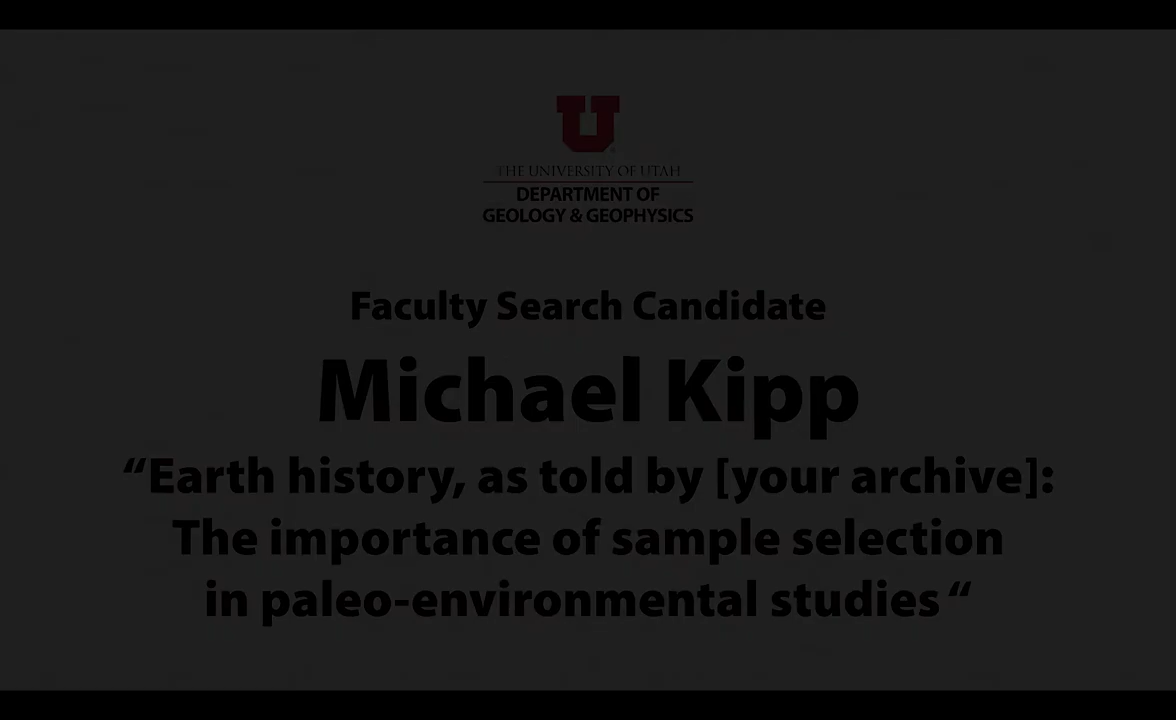 U
THE UNIVERSITY OF UTAH
DEPARTMENT OF
GEOLOGY & GEOPHYSICS
Faculty Search Candidate
Michael Kipp
“Earth history, as told by [your archive]:
The importance of sample selection
in paleo-environmental studies “